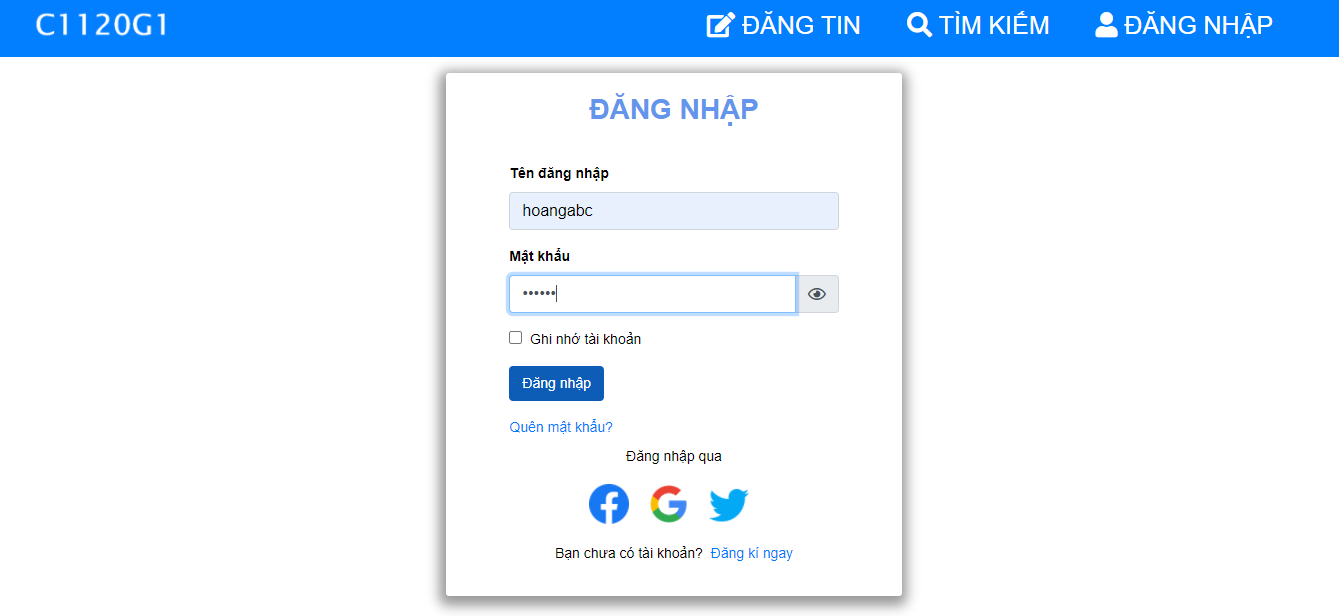 C1120G1 ĐĂNG TIN TÌM KIẾM ĐĂNG NHẬP
ĐĂNG NHẬP
Tên đăng nhập
hoangabc
Mật khẩu
••••••
Ghi nhớ tài khoản
Đăng nhập
Quên mật khẩu?
Đăng nhập qua
Bạn chưa có tài khoản? Đăng kí ngay